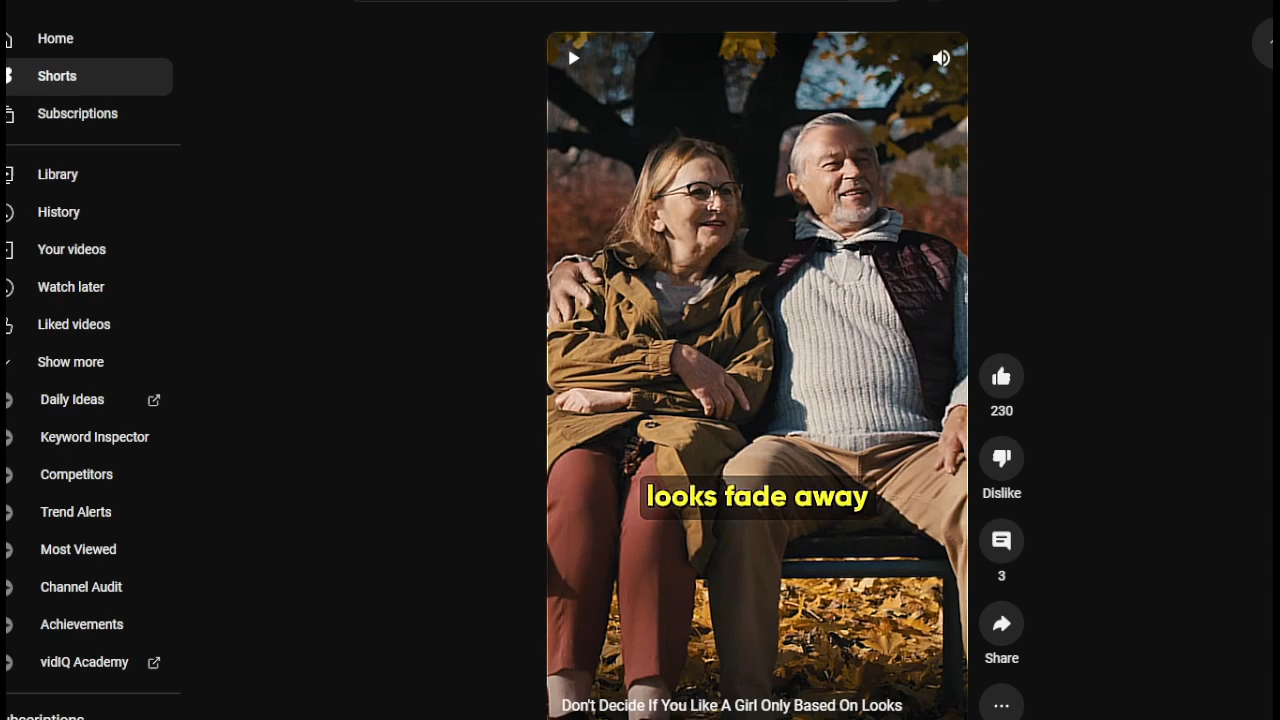 Home
Shorts
Subscriptions
Library
History
Your videos
Watch later
Liked videos
Show more
Daily Ideas
Keyword Inspector
Competitors
Trend Alerts
Most Viewed
Channel Audit
Achievements
vidIQ Academy
ubscriptions
looks fade away
Don't Decide If You Like A Girl Only Based On Looks
230
Dislike
3
Share